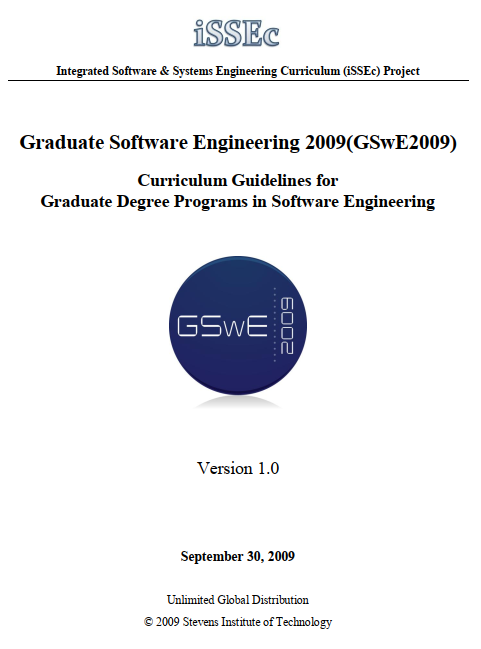 iSSEc
Integrated Software & Systems Engineering Curriculum (iSSEc) Project
Graduate Software Engineering 2009(GSwE2009)
Curriculum Guidelines for
Graduate Degree Programs in Software Engineering
GSwE
2009
Version 1.0
September 30, 2009
Unlimited Global Distribution
© 2009 Stevens Institute of Technology